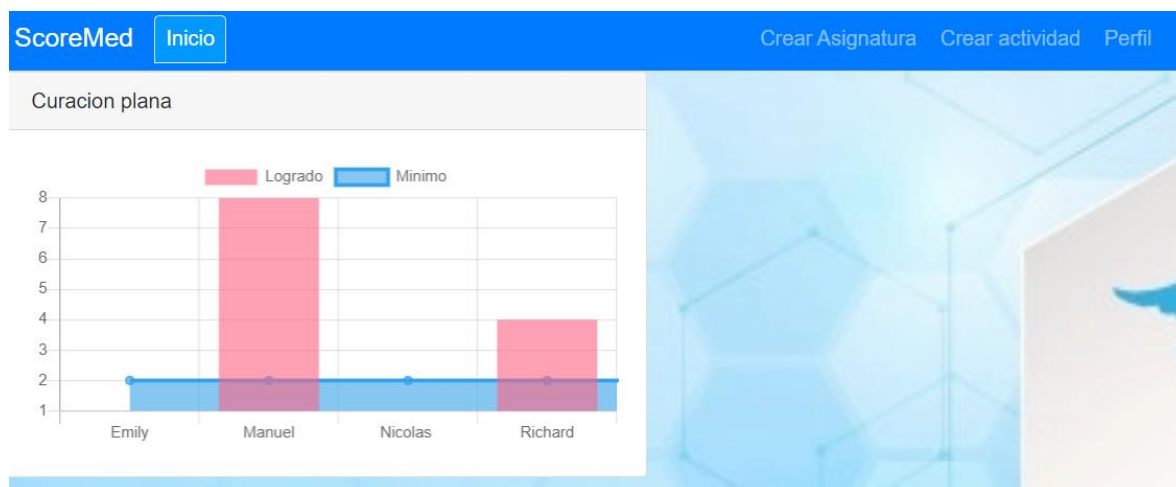 ScoreMed Inicio Crear Asignatura Crear actividad Perfil
Curacion plana
Logrado Minimo
8
7
6
5
4
3
2
1
Emily Manuel Nicolas Richard